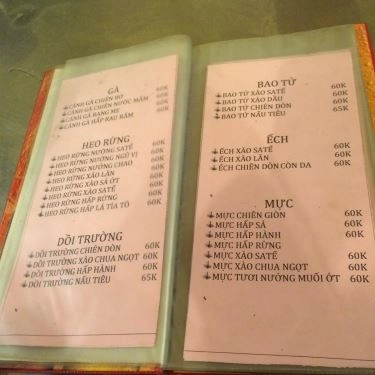 GÀ
CÁNH GÀ CHIÊN BƠ 60K
CÁNH GÀ CHIÊN NƯỚC MẮM 60K
CÁNH GÀ RANG ME 60K
CÁNH GÀ HẤP RAU RĂM 60K
HEO RỪNG
HEO RỪNG NƯỚNG SATẾ 60K
HEO RỪNG NƯỚNG NGŨ VỊ 60K
HEO RỪNG NƯỚNG CHAO 60K
HEO RỪNG XÀO LĂN 60K
HEO RỪNG XÀO SẢ ỚT 60K
HEO RỪNG XÀO SATẾ 60K
HEO RỪNG HẤP RỪNG 60K
HEO RỪNG HẤP LÁ TÍA TÔ 60K
DỒI TRƯỜNG
DỒI TRƯỜNG CHIÊN DÒN 60K
DỒI TRƯỜNG XÀO CHUA NGỌT 60K
DỒI TRƯỜNG HẤP HÀNH 60K
DỒI TRƯỜNG NẤU TIÊU 65K
BAO TỬ
BAO TỬ XÀO SATẾ 60K
BAO TỬ XÀO DẦU 60K
BAO TỬ CHIÊN DÒN 60K
BAO TỬ NẤU TIÊU 65K
ẾCH
ẾCH XÀO SATẾ 60K
ẾCH XÀO LĂN 60K
ẾCH CHIÊN DÒN CÒN DA 60K
MỰC
MỰC CHIÊN GIÒN 60K
MỰC HẤP SẢ 60K
MỰC HẤP HÀNH 60K
MỰC HẤP RỪNG
MỰC XÀO SATẾ 60K
MỰC XÀO CHUA NGỌT 60K
MỰC TƯƠI NƯỚNG MUỐI ỚT 60K